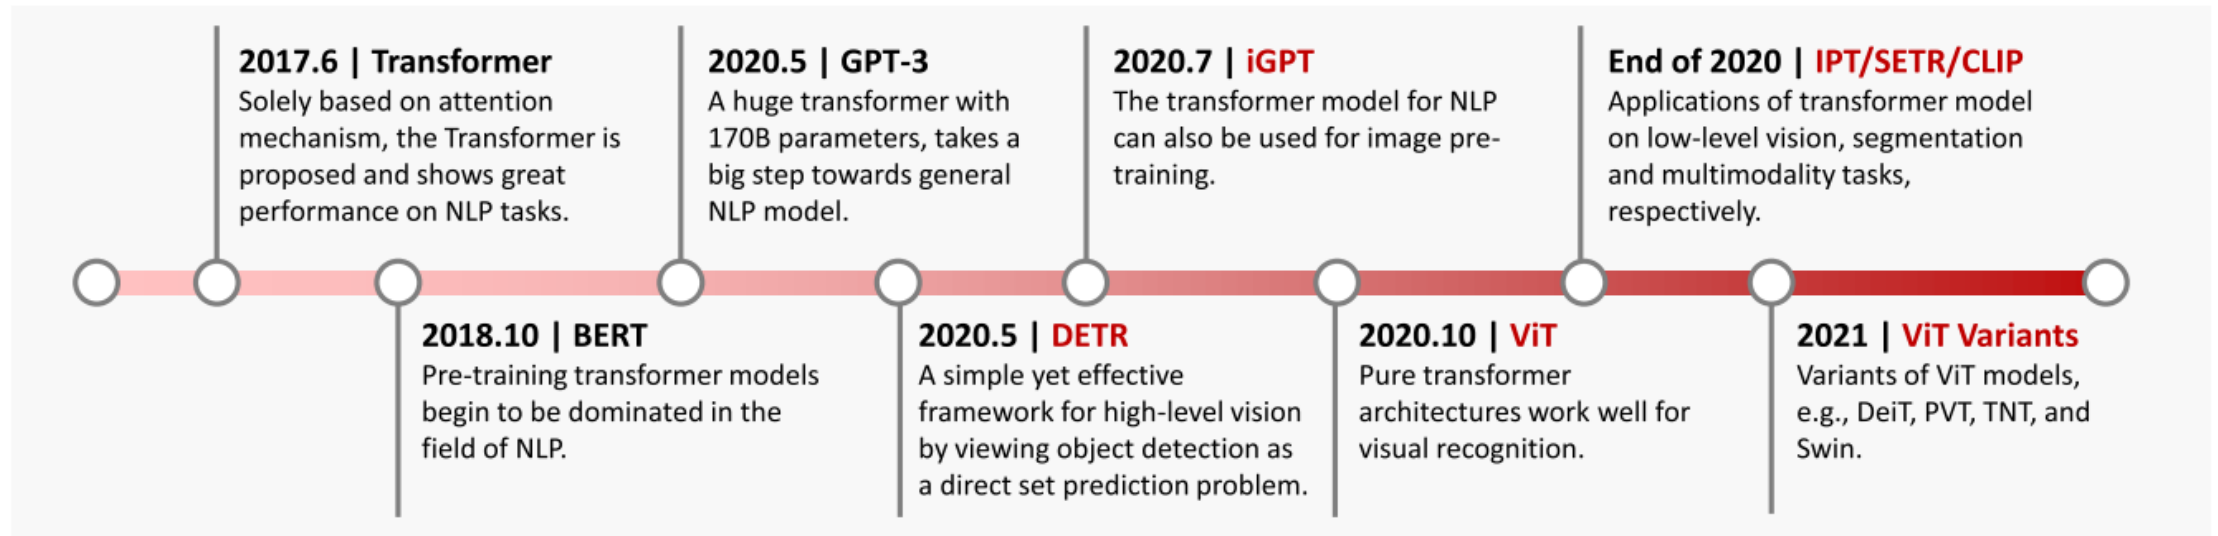 2017.6 | Transformer
Solely based on attention
mechanism, the Transformer is
proposed and shows great
performance on NLP tasks.
2018.10 | BERT
Pre-training transformer models
begin to be dominated in the
field of NLP.
2020.5 | GPT-3
A huge transformer with
170B parameters, takes a
big step towards general
NLP model.
2020.5 | DETR
A simple yet effective
framework for high-level vision
by viewing object detection as
a direct set prediction problem.
2020.7 | iGPT
The transformer model for NLP
can also be used for image pre-
training.
2020.10 | ViT
Pure transformer
architectures work well for
visual recognition.
End of 2020 | IPT/SETR/CLIP
Applications of transformer model
on low-level vision, segmentation
and multimodality tasks,
respectively.
2021 | ViT Variants
Variants of ViT models,
e.g., DeiT, PVT, TNT, and
Swin.